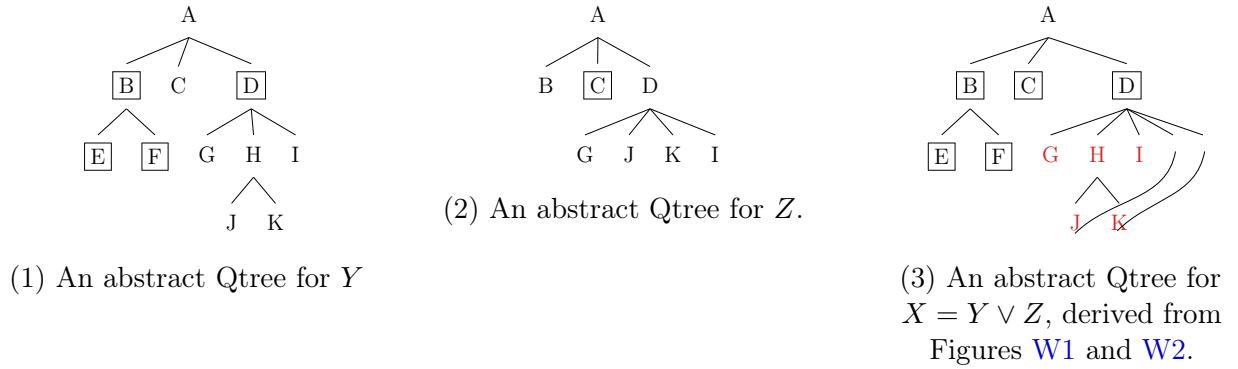 A
B C D
E F G H I
J K
(1) An abstract Qtree for Y
A
B C D
G J K I
(2) An abstract Qtree for Z.
A
B C D
E F G H I
J K
(3) An abstract Qtree for
X = Y ∨ Z, derived from
Figures W1 and W2.